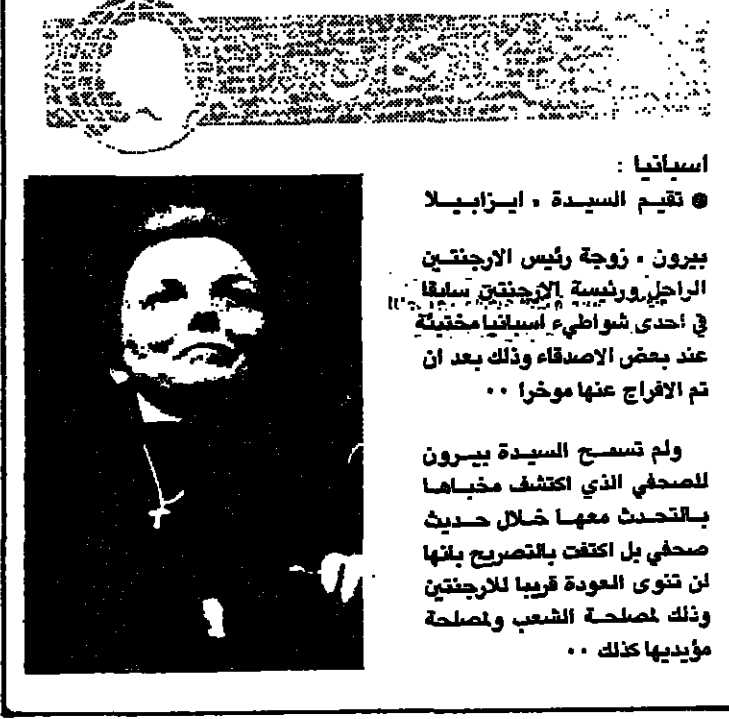 اسبانيا :
● تقيم السيدة « ايزابيلا
بيرون » زوجة رئيس الارجنتين
الراحل ورئيسة الارجنتين سابقا
في احدى شواطيء اسبانيا مختبئة
عند بعض الاصدقاء وذلك بعد ان
تم الافراج عنها موخرا ٠٠
ولم تسمح السيدة بيرون
للصحفي الذي اكتشف مخباها
بالتحدث معها خلال حديث
صحفي بل اكتفت بالتصريح بانها
لن تنوى العودة قريبا للارجنتين
وذلك لمصلحة الشعب ولمصلحة
مؤيديها كذلك ٠٠